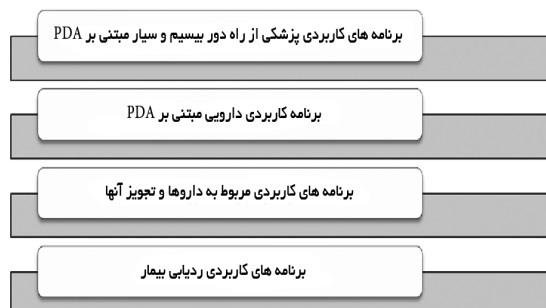 برنامه های کاربردی پزشکی از راه دور بیسیم و سیار مبتنی بر PDA
برنامه کاربردی دارویی مبتنی بر PDA
برنامه های کاربردی مربوط به داروها و تجویز آنها
برنامه های کاربردی ردیابی بیمار